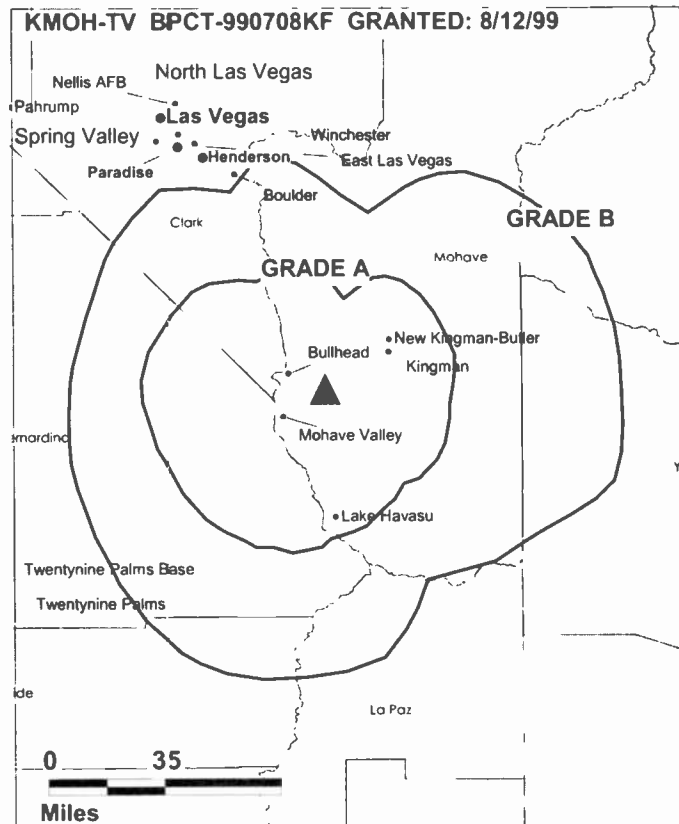 KMOH-TV BPCT-990708KF GRANTED: 8/12/99
North Las Vegas
Nellis AFB
Pahrump
Las Vegas
Spring Valley
Winchester
Paradise
Henderson
East Las Vegas
Boulder
Clark
GRADE B
Mohave
GRADE A
New Kingman-Butler
Bullhead
Kingman
Mohave Valley
ernardino
Y
Lake Havasu
Twentynine Palms Base
Twentynine Palms
ide
La Paz
0 35
Miles